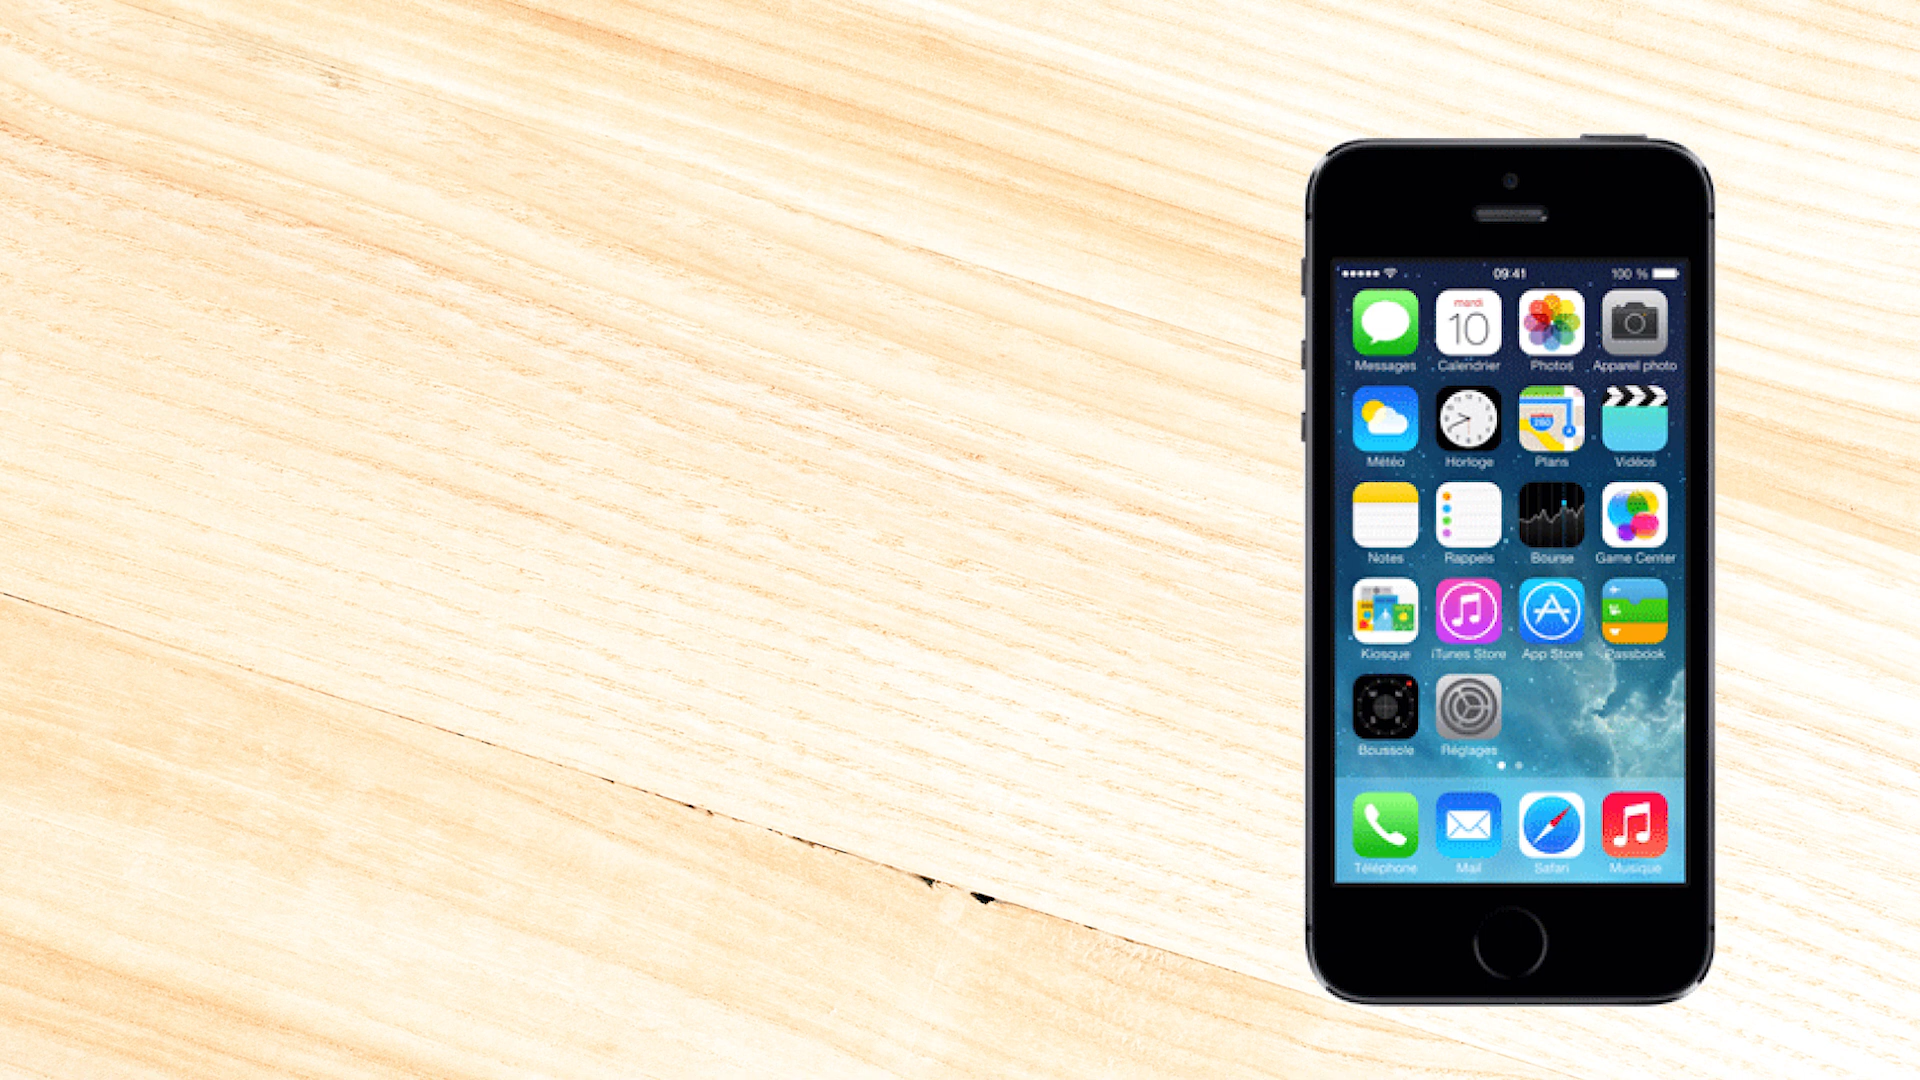 09:41 100 %
mardi
10
Messages Calendrier Photos Appareil photo
280
Météo Horloge Plans Vidéos
Notes Rappels Bourse Game Center
Kiosque iTunes Store App Store Passbook
Boussole Réglages
Téléphone Mail Safari Musique